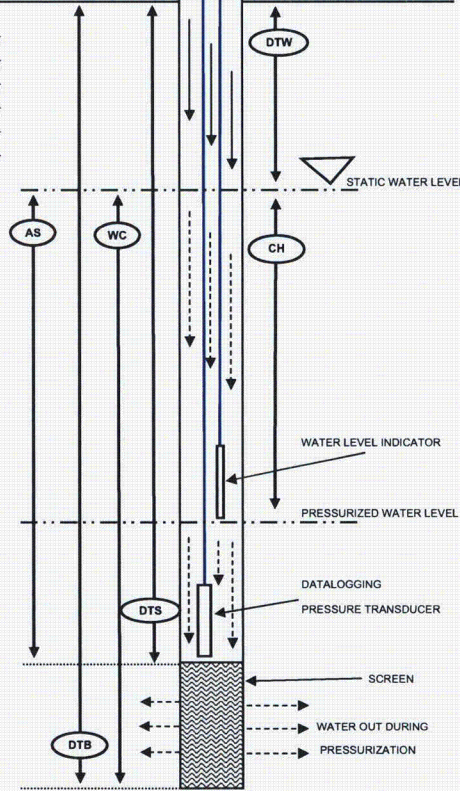 DTW
STATIC WATER LEVEL
AS
WC
CH
WATER LEVEL INDICATOR
PRESSURIZED WATER LEVEL
DATALOGGING
PRESSURE TRANSDUCER
DTS
SCREEN
WATER OUT DURING
PRESSURIZATION
DTB